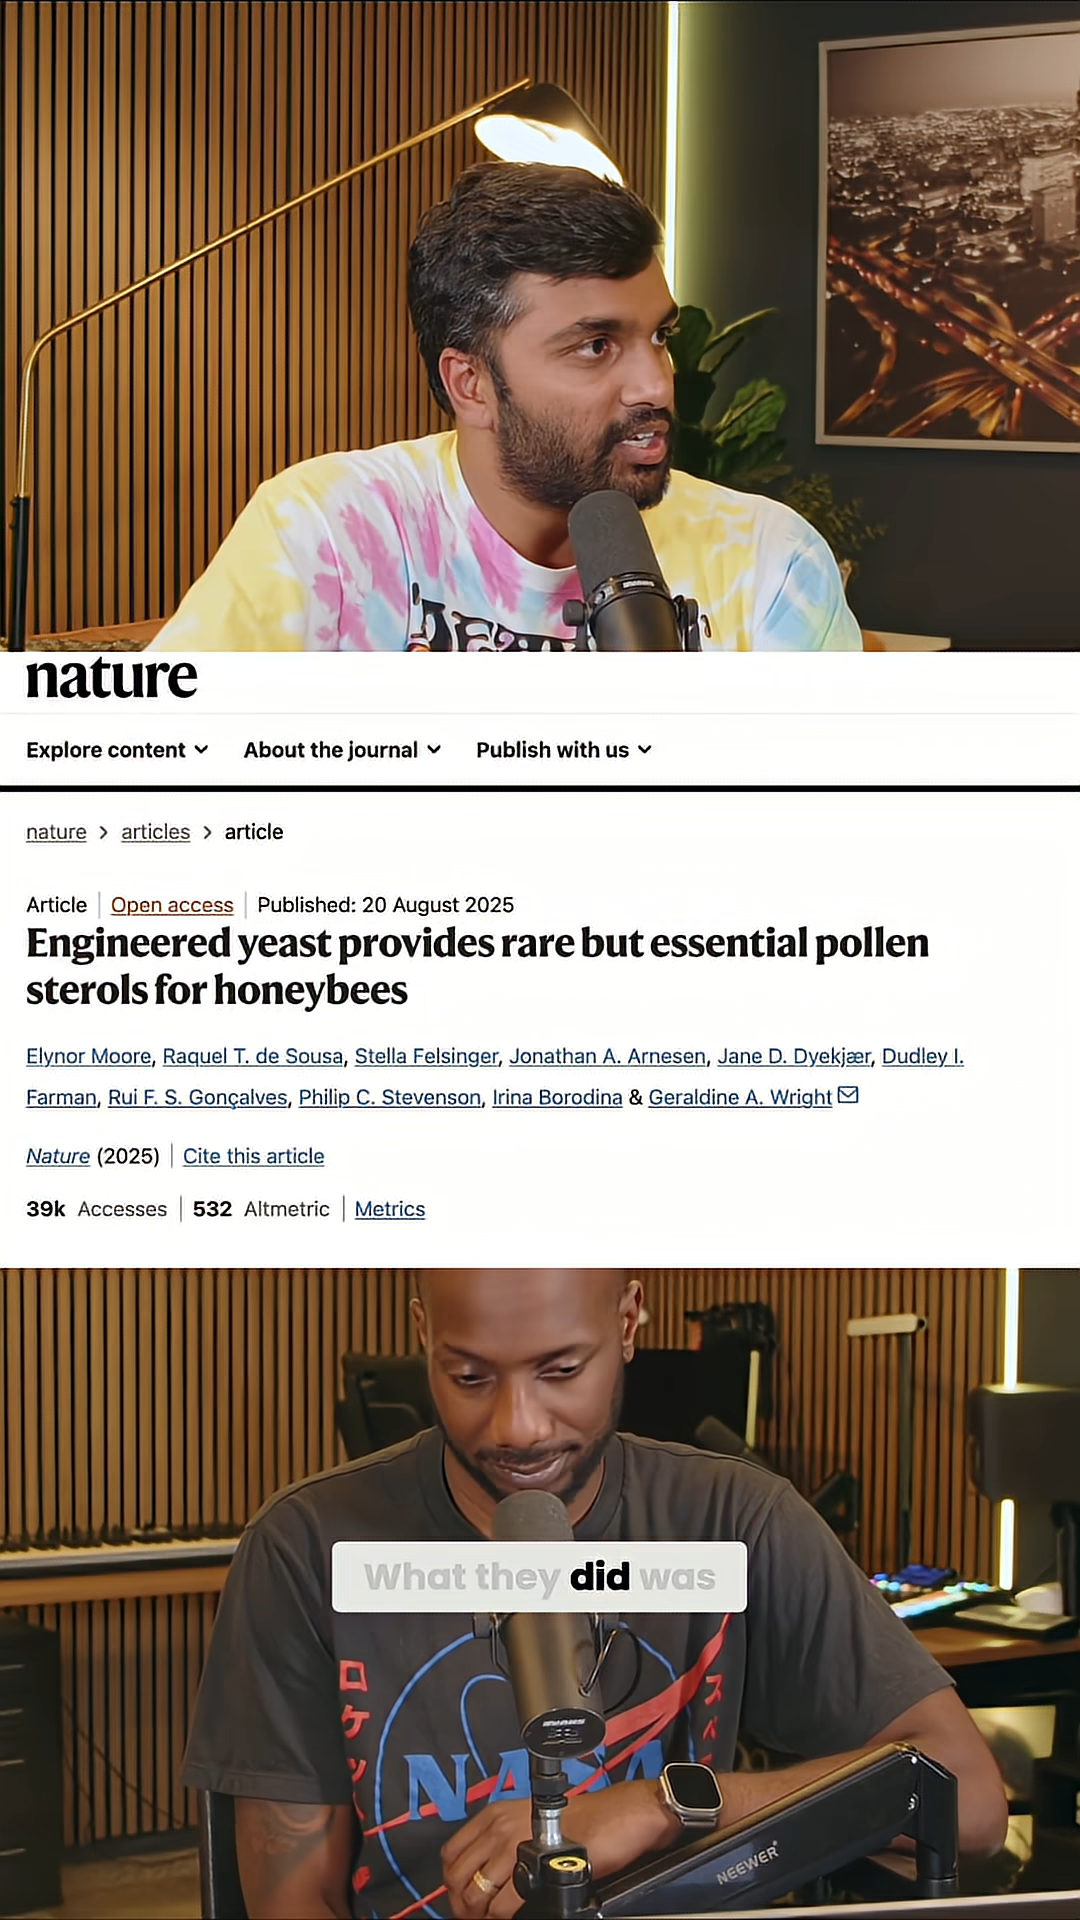 nature
Explore content About the journal Publish with us
nature > articles > article
Article Open access Published: 20 August 2025
Engineered yeast provides rare but essential pollen
sterols for honeybees
Elynor Moore, Raquel T. de Sousa, Stella Felsinger, Jonathan A. Arnesen, Jane D. Dyekjær, Dudley I.
Farman, Rui F. S. Gonçalves, Philip C. Stevenson, Irina Borodina & Geraldine A. Wright
Nature (2025) Cite this article
39k Accesses 532 Altmetric Metrics
What they did was
NASA
NEEWER